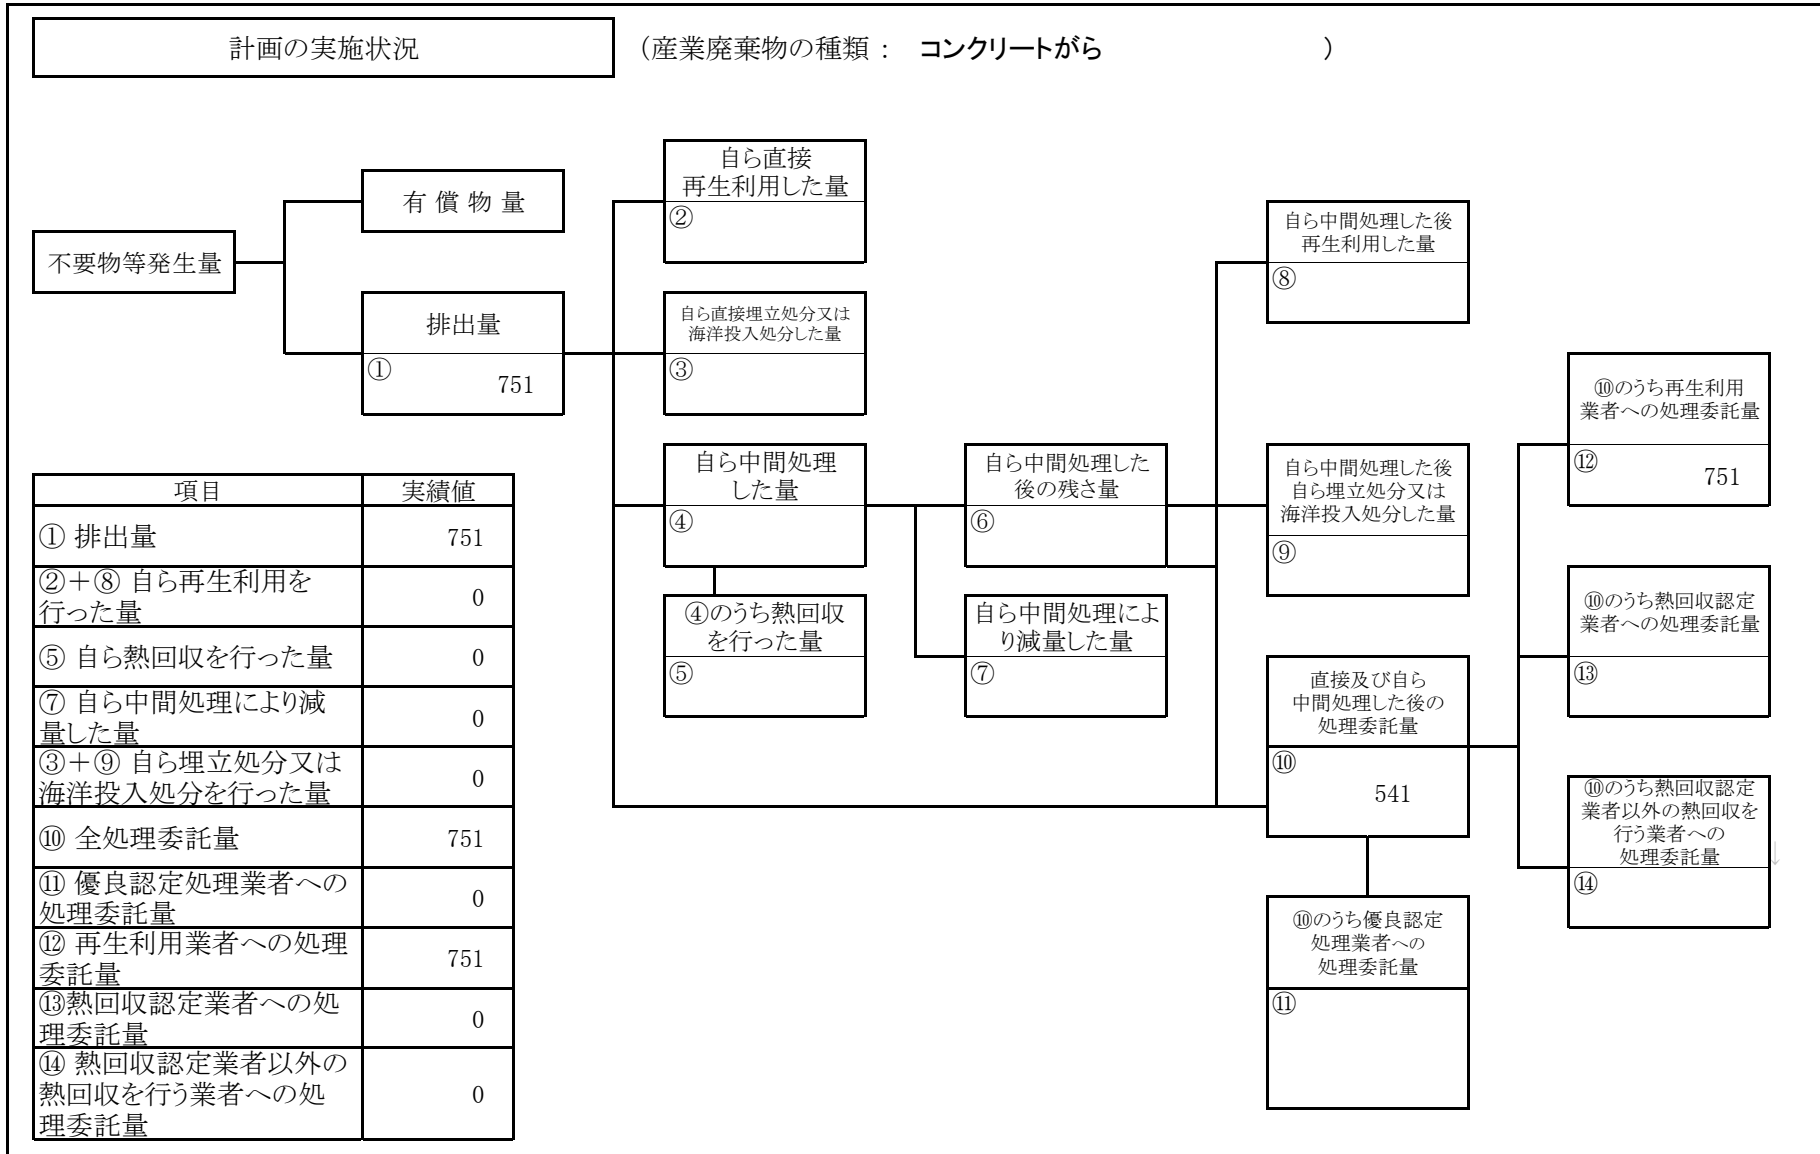 計画の実施状況
（産業廃棄物の種類： コンクリートがら ）
不要物等発生量
有償物量
排出量
①
751
自ら直接
再生利用した量
②
自ら直接埋立処分又は
海洋投入処分した量
③
自ら中間処理
した量
④
④のうち熱回収
を行った量
⑤
自ら中間処理した
後の残さ量
⑥
自ら中間処理によ
り減量した量
⑦
自ら中間処理した後
再生利用した量
⑧
自ら中間処理した後
自ら埋立処分又は
海洋投入処分した量
⑨
直接及び自ら
中間処理した後の
処理委託量
⑩
541
⑩のうち優良認定
処理業者への
処理委託量
⑪
⑩のうち再生利用
業者への処理委託量
⑫
751
⑩のうち熱回収認定
業者への処理委託量
⑬
⑩のうち熱回収認定
業者以外の熱回収を
行う業者への
処理委託量
↓
⑭
項目 実績値
① 排出量 751
②＋⑧ 自ら再生利用を
行った量 0
⑤ 自ら熱回収を行った量 0
⑦ 自ら中間処理により減
量した量 0
③＋⑨ 自ら埋立処分又は
海洋投入処分を行った量 0
⑩ 全処理委託量 751
⑪ 優良認定処理業者への
処理委託量 0
⑫ 再生利用業者への処理
委託量 751
⑬熱回収認定業者への処
理委託量 0
⑭ 熱回収認定業者以外の
熱回収を行う業者への処
理委託量 0